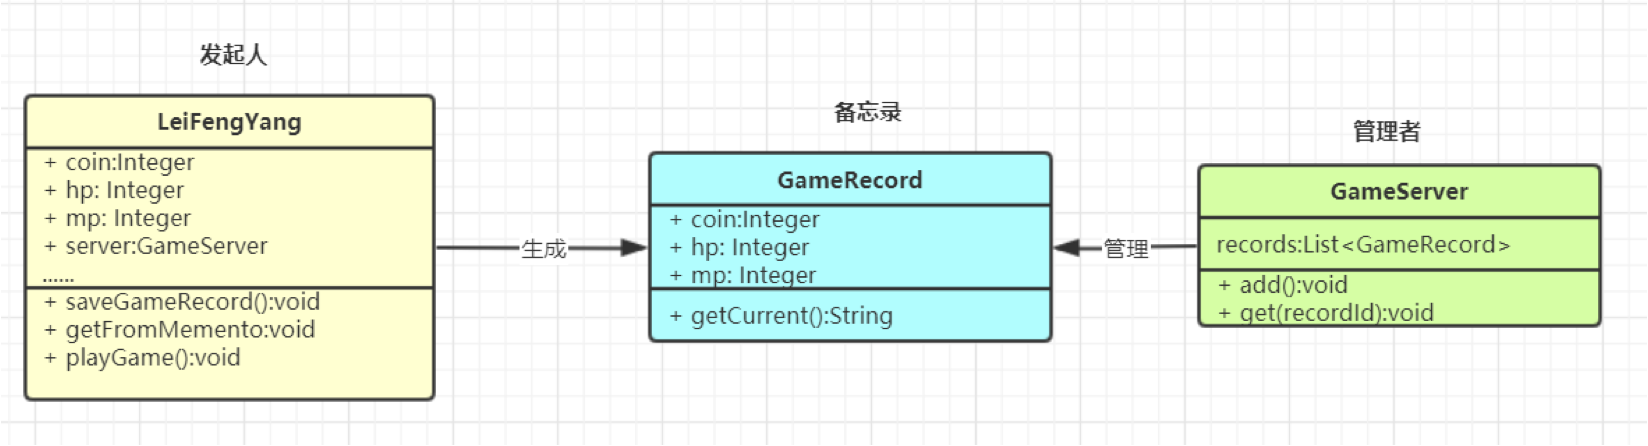 发起人
LeiFengYang
+ coin:Integer
+ hp: Integer
+ mp: Integer
+ server:GameServer
......
+ saveGameRecord():void
+ getFromMemento:void
+ playGame():void
生成
备忘录
GameRecord
+ coin:Integer
+ hp: Integer
+ mp: Integer
+ getCurrent():String
管理
管理者
GameServer
records:List<GameRecord>
+ add():void
+ get(recordId):void